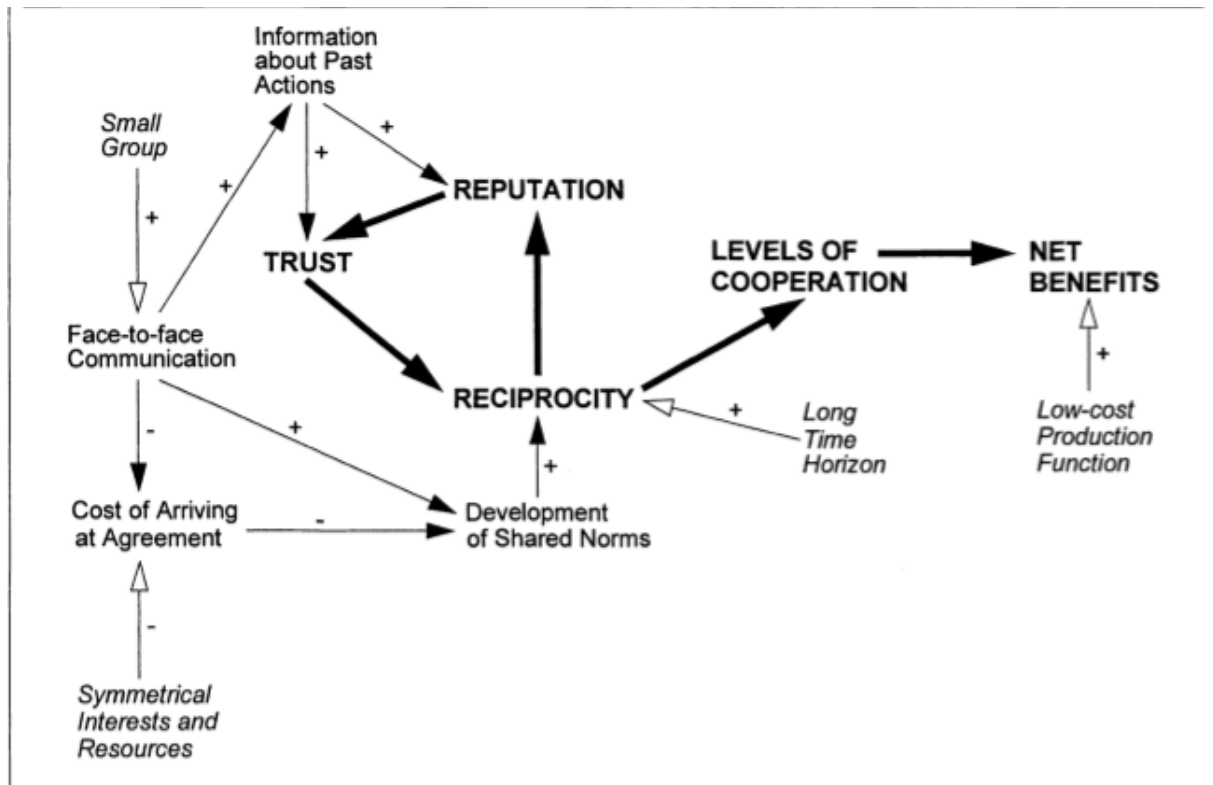 Information
about Past
Actions
Small
Group
+
+
+
+
REPUTATION
TRUST
LEVELS OF
COOPERATION
NET
BENEFITS
Face-to-face
Communication
+
RECIPROCITY
+
Long
Time
Horizon
Low-cost
Production
Function
-
+
+
Cost of Arriving
at Agreement
-
Development
of Shared Norms
-
Symmetrical
Interests and
Resources